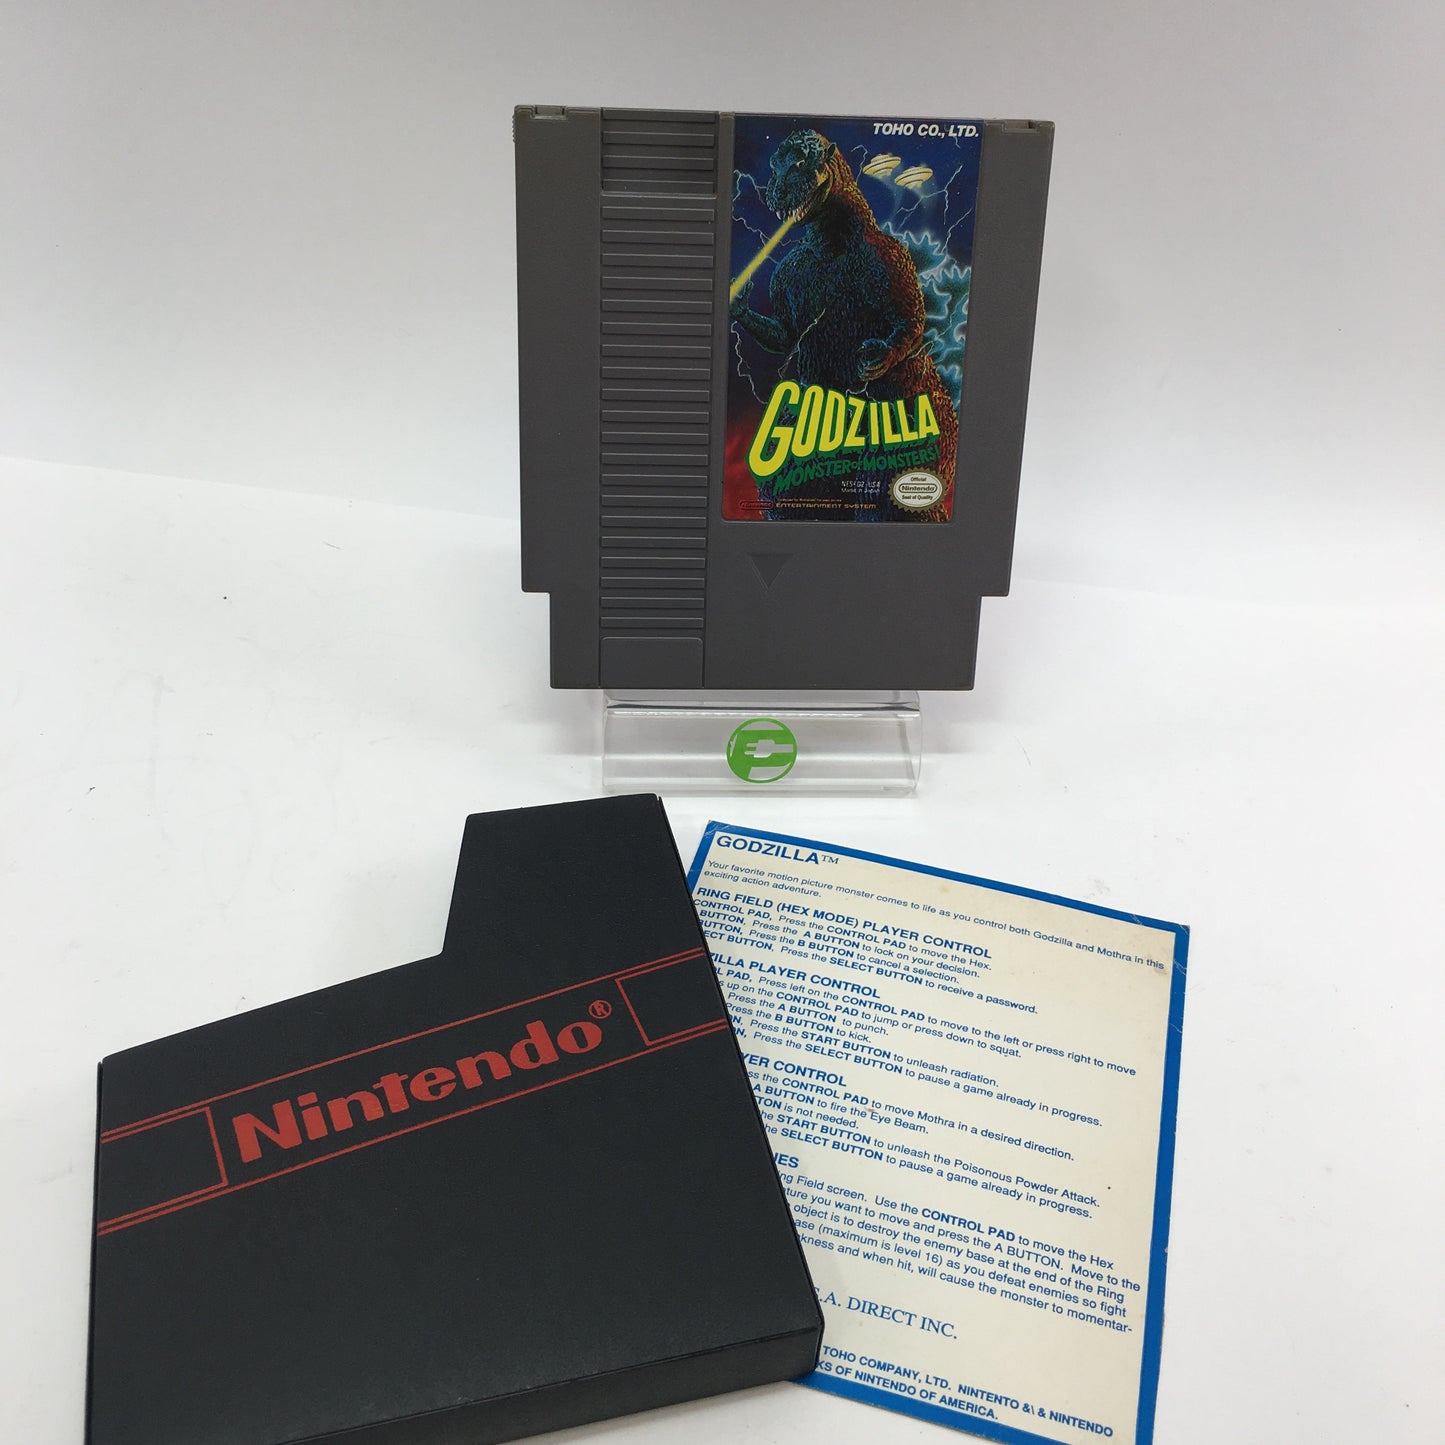 TOHO CO., LTD.
GODZILLA
MONSTER OF MONSTERS!
NES-GZ-USA
Made in Japan
Official
Nintendo
Seal of Quality
Nintendo
ENTERTAINMENT SYSTEM
Nintendo®
GODZILLA™
Your favorite motion picture monster comes to life as you control both Godzilla and Mothra in this
exciting action adventure.
RING FIELD (HEX MODE) PLAYER CONTROL
CONTROL PAD, Press the CONTROL PAD to move the Hex.
BUTTON, Press the A BUTTON to lock on your decision.
BUTTON, Press the B BUTTON to cancel a selection.
BUTTON, Press the SELECT BUTTON to receive a password.
PLAYER CONTROL
PAD, Press left on the CONTROL PAD to move to the left or press right to move
up on the CONTROL PAD to jump or press down to squat.
Press the A BUTTON to punch.
Press the B BUTTON to kick.
Press the START BUTTON to unleash radiation.
Press the SELECT BUTTON to pause a game already in progress.
CONTROL
the CONTROL PAD to move Mothra in a desired direction.
A BUTTON to fire the Eye Beam.
is not needed.
START BUTTON to unleash the Poisonous Powder Attack.
the SELECT BUTTON to pause a game already in progress.
Field screen. Use the CONTROL PAD to move the Hex
you want to move and press the A BUTTON. Move to the
object is to destroy the enemy base at the end of the Ring
(maximum is level 16) as you defeat enemies so fight
and when hit, will cause the monster to momentar-
DIRECT INC.
TOHO COMPANY, LTD. NINTENTO &\ & NINTENDO
OF NINTENDO OF AMERICA.